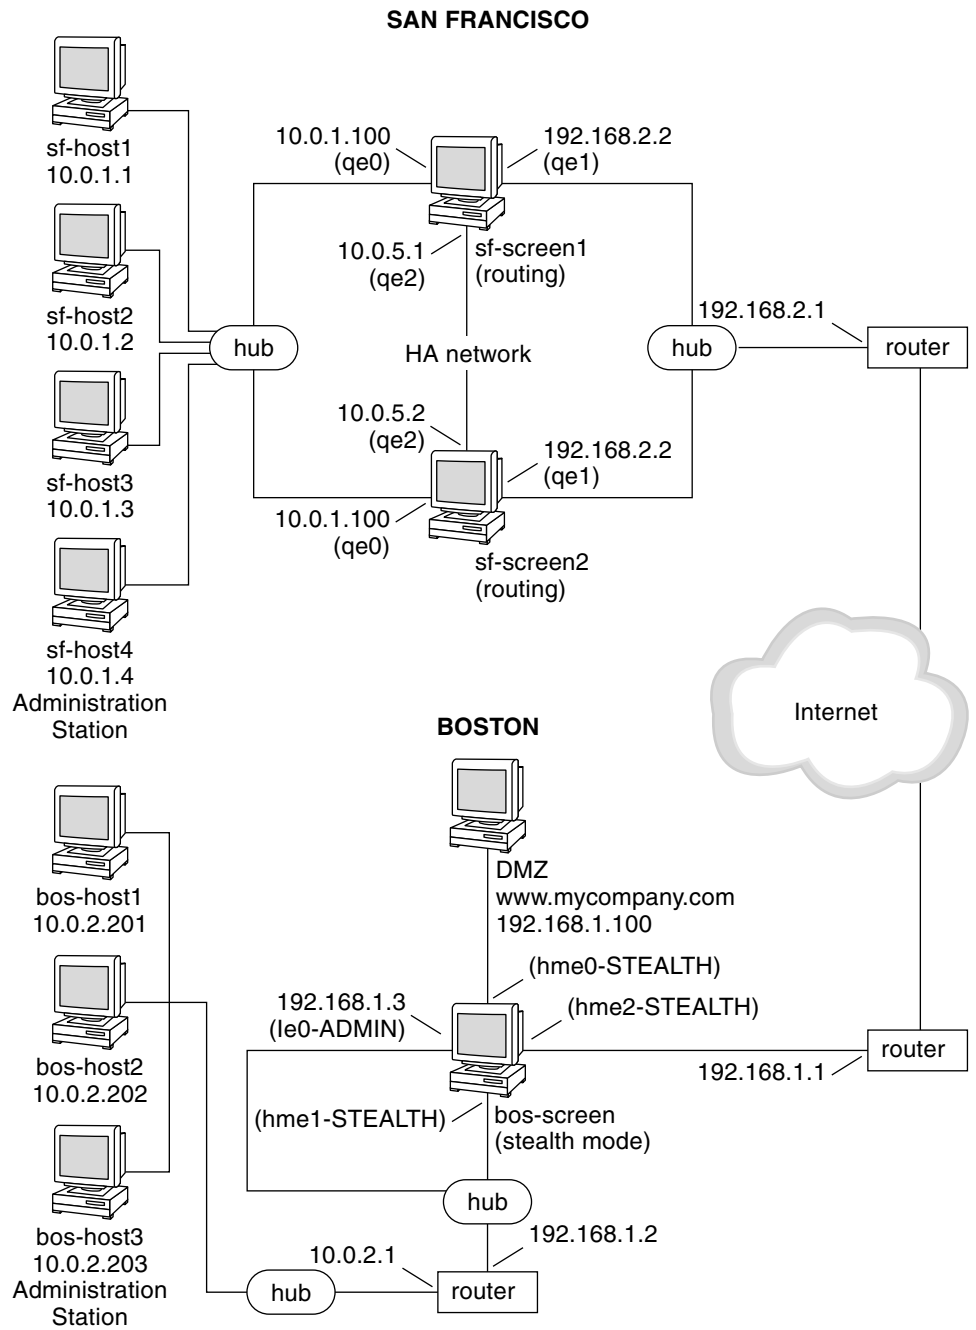 SAN FRANCISCO
sf-host1
10.0.1.1
sf-host2
10.0.1.2
sf-host3
10.0.1.3
sf-host4
10.0.1.4
Administration
Station
hub
10.0.1.100
(qe0)
192.168.2.2
(qe1)
10.0.5.1
(qe2)
sf-screen1
(routing)
HA network
10.0.5.2
(qe2)
192.168.2.2
(qe1)
10.0.1.100
(qe0)
sf-screen2
(routing)
hub
192.168.2.1
router
Internet
BOSTON
DMZ
www.mycompany.com
192.168.1.100
bos-host1
10.0.2.201
bos-host2
10.0.2.202
bos-host3
10.0.2.203
Administration
Station
(hme0-STEALTH)
(hme2-STEALTH)
192.168.1.3
(le0-ADMIN)
router
192.168.1.1
(hme1-STEALTH)
bos-screen
(stealth mode)
hub
192.168.1.2
10.0.2.1
hub
router